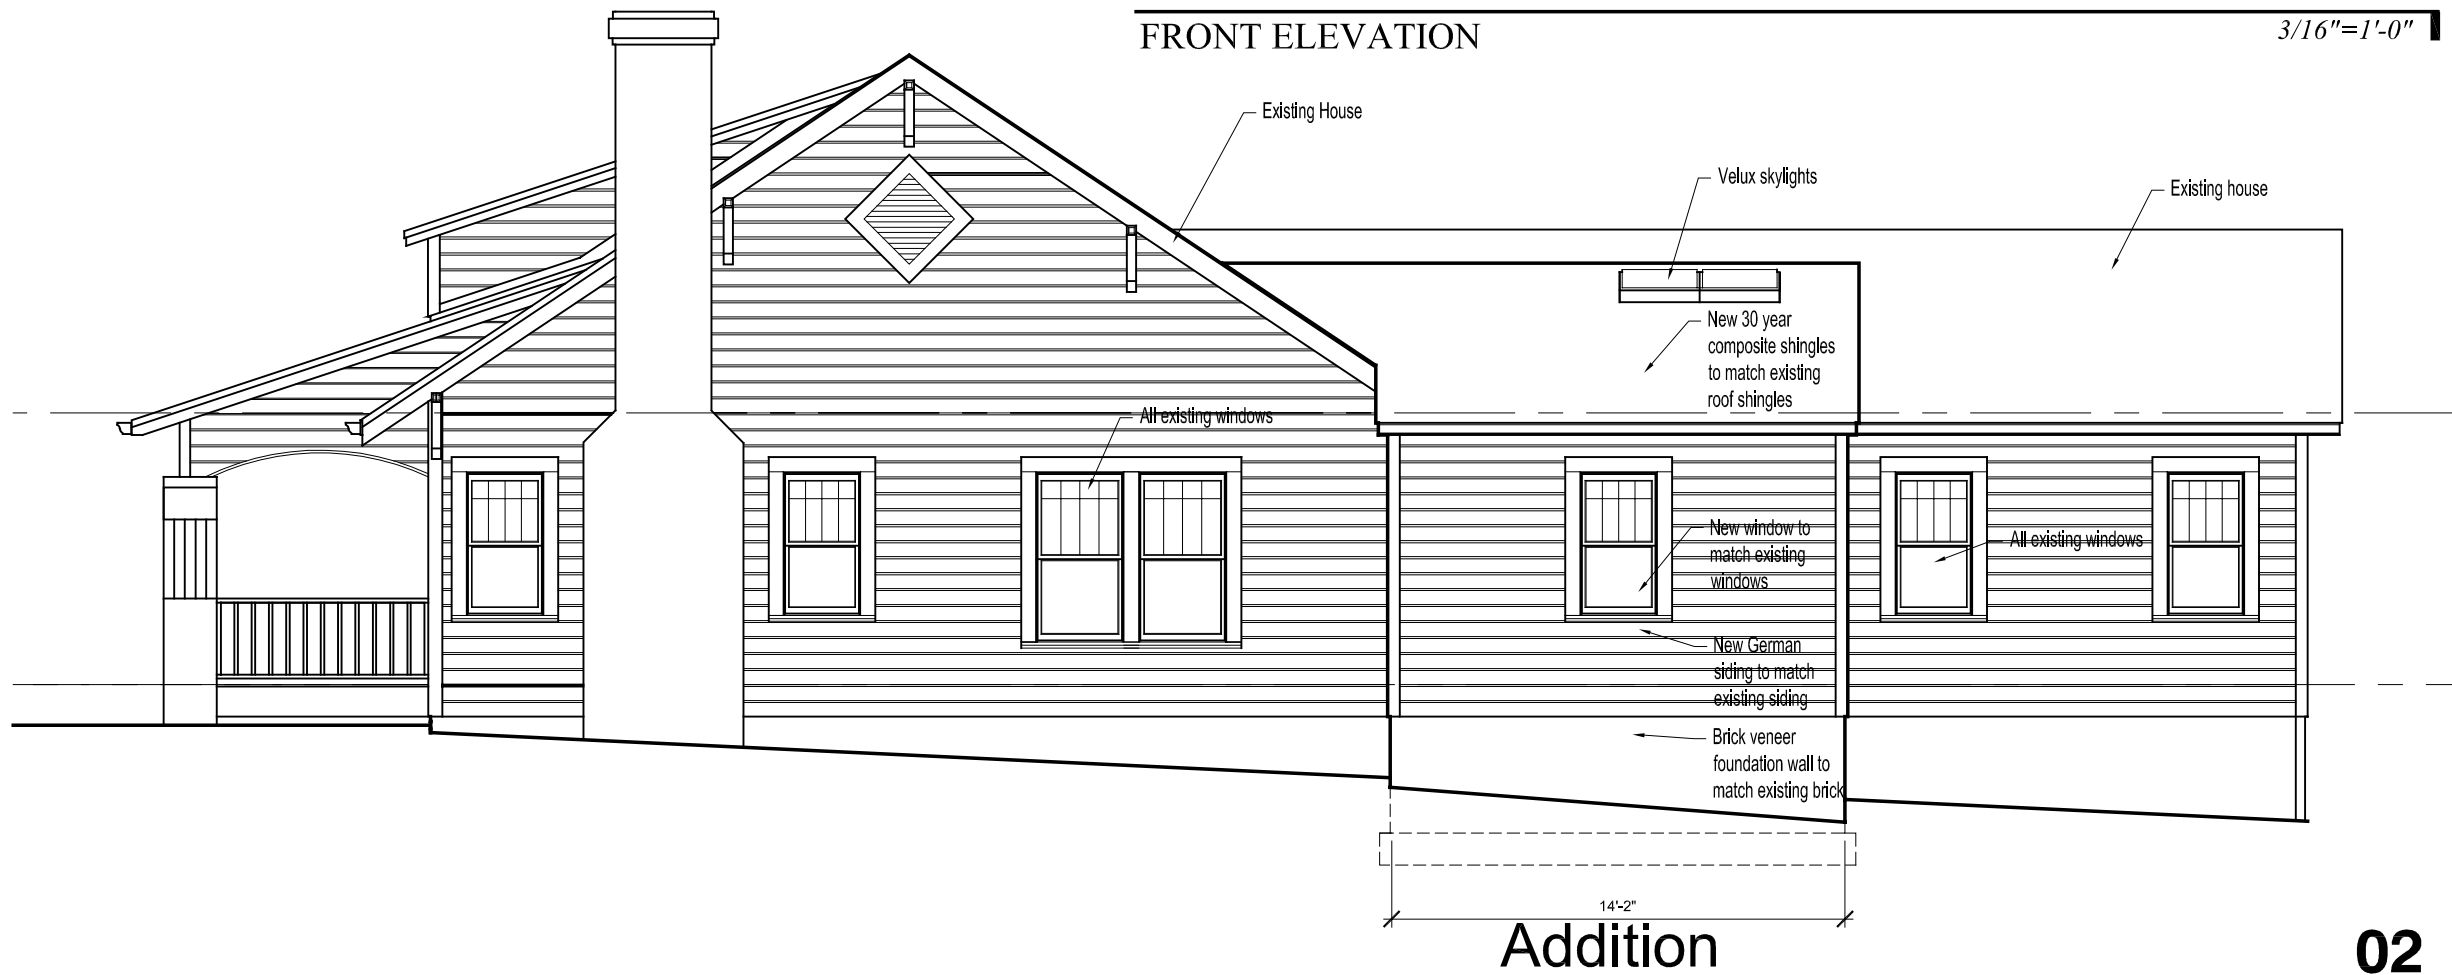 FRONT ELEVATION
3/16"=1'-0"
Existing House
Velux skylights
Existing house
New 30 year
composite shingles
to match existing
roof shingles
All existing windows
New window to
match existing
windows
All existing windows
New German
siding to match
existing siding
Brick veneer
foundation wall to
match existing brick
14'-2"
Addition
02